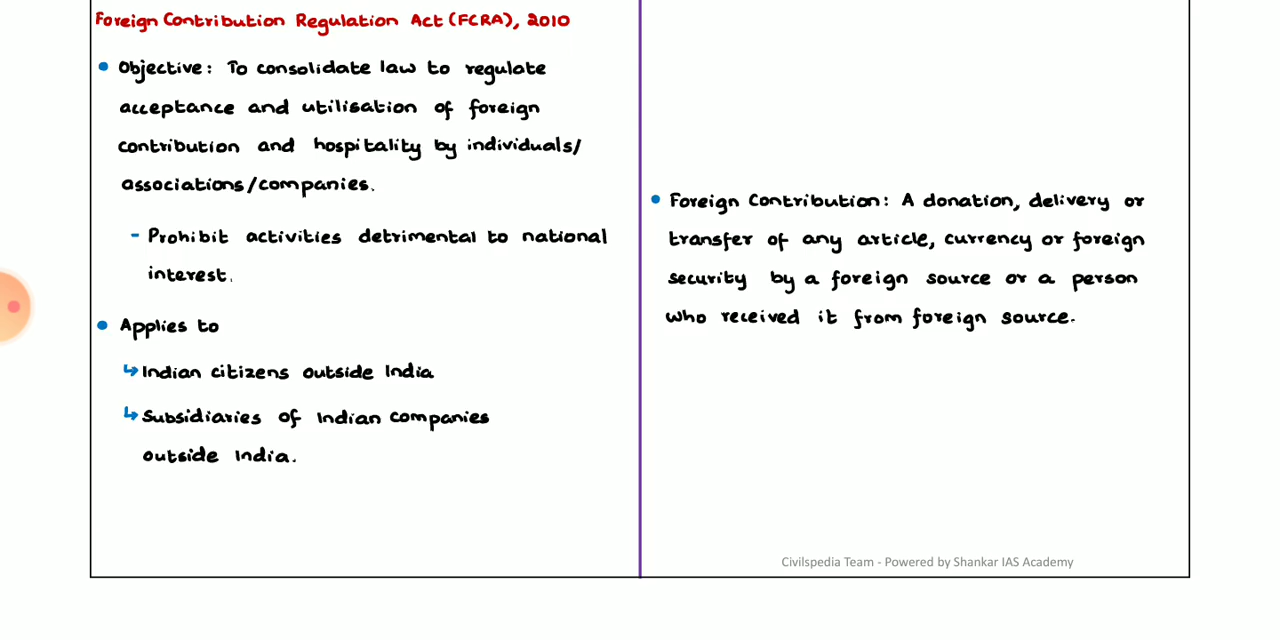 Foreign Contribution Regulation Act (FCRA), 2010
• Objective: To consolidate law to regulate
acceptance and utilisation of foreign
contribution and hospitality by individuals/
associations/companies.
- Prohibit activities detrimental to national
interest.
• Applies to
↳ Indian citizens outside India
↳ Subsidiaries of Indian companies
outside India.
• Foreign Contribution: A donation, delivery or
transfer of any article, currency or foreign
security by a foreign source or a person
who received it from foreign source.
Civilspedia Team - Powered by Shankar IAS Academy